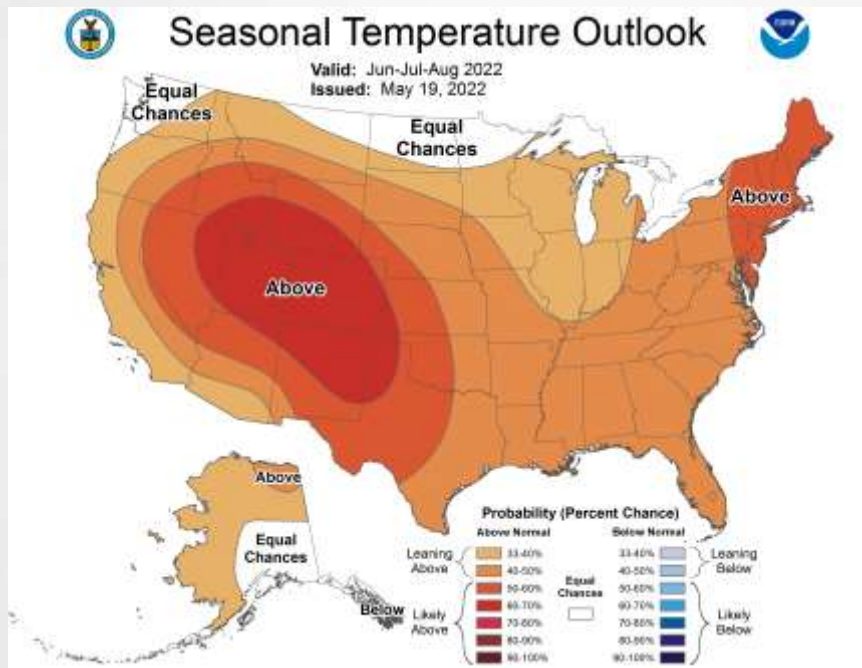 Seasonal Temperature Outlook
Valid: Jun-Jul-Aug 2022
Issued: May 19, 2022
Equal
Chances
Equal
Chances
Above
Above
Above
Equal
Chances
Below
Probability (Percent Chance)
Above Normal
Below Normal
Leaning
Above
33-40%
40-50%
Likely
Above
50-60%
60-70%
70-80%
80-90%
90-100%
Equal
Chances
33-40%
40-50%
Leaning
Below
50-60%
60-70%
70-80%
80-90%
90-100%
Likely
Below